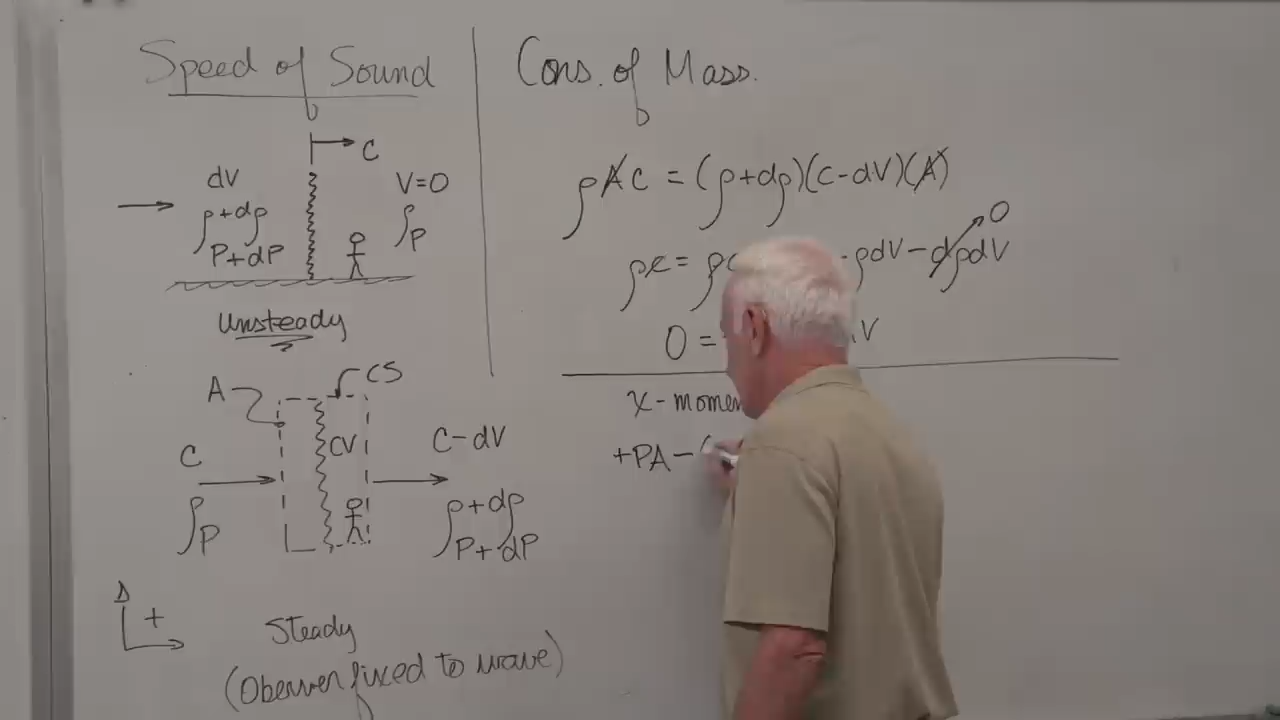 Speed of Sound
C
dV
V=0
ρ+dρ
ρ
P+dP
P
Unsteady
A
CS
CV
C
C-dV
ρ
ρ+dρ
P
P+dP
+
Steady
(Oberver fixed to wave)
Cons. of Mass.
ρAC = (ρ+dρ)(C-dV)(A)
ρC = ρC ρdV - dρdV
0
0 = V
X-momen
+PA-(